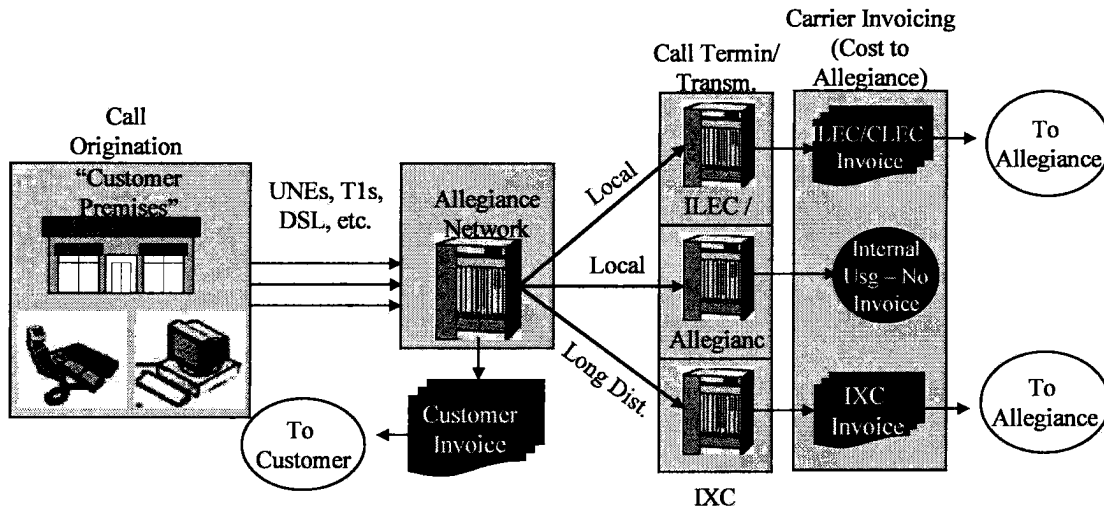 Call
Origination
“Customer
Premises”
UNEs, T1s,
DSL, etc.
Allegiance
Network
Customer
Invoice
To
Customer
Local
Local
Long Dist.
Call Termin/
Transm.
ILEC /
Allegianc
IXC
Carrier Invoicing
(Cost to
Allegiance)
ILEC/CLEC
Invoice
Internal
Usg – No
Invoice
IXC
Invoice
To
Allegiance
To
Allegiance